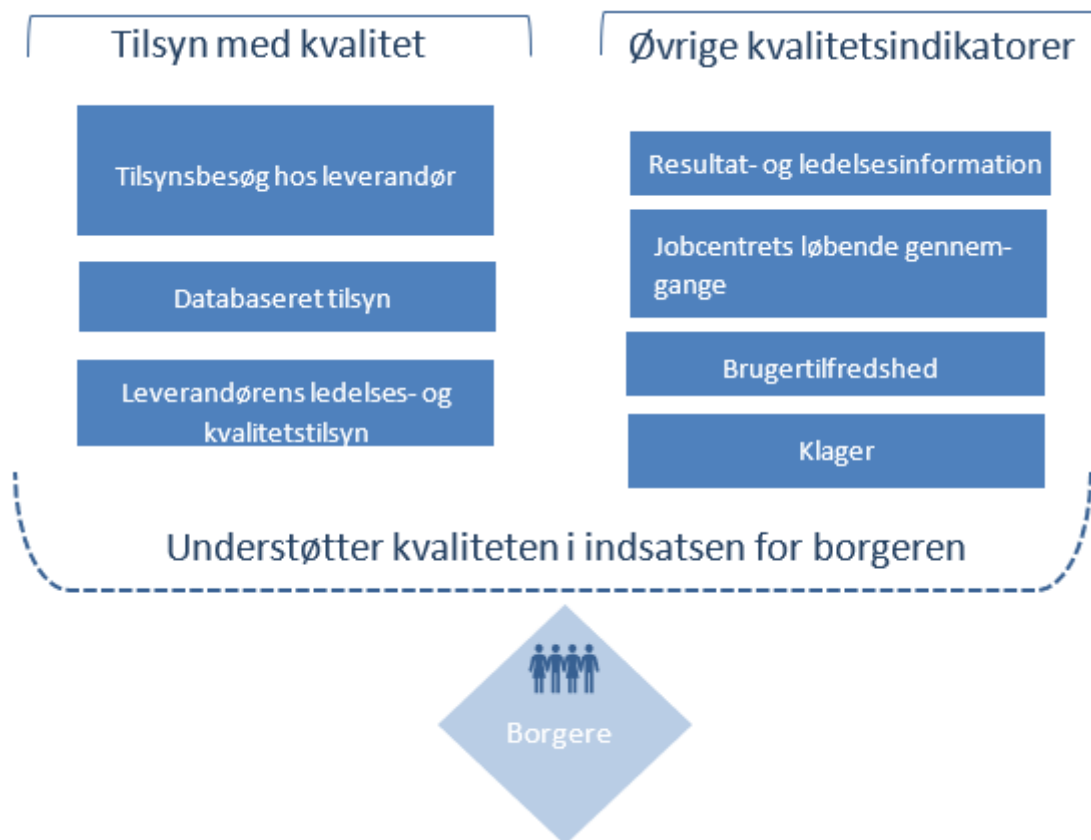 Tilsyn med kvalitet
Tilsynsbesøg hos leverandør
Databaseret tilsyn
Leverandørens ledelses- og
kvalitetstilsyn
Øvrige kvalitetsindikatorer
Resultat- og ledelsesinformation
Jobcentrets løbende gennem-
gange
Brugertilfredshed
Klager
Understøtter kvaliteten i indsatsen for borgeren
Borgere